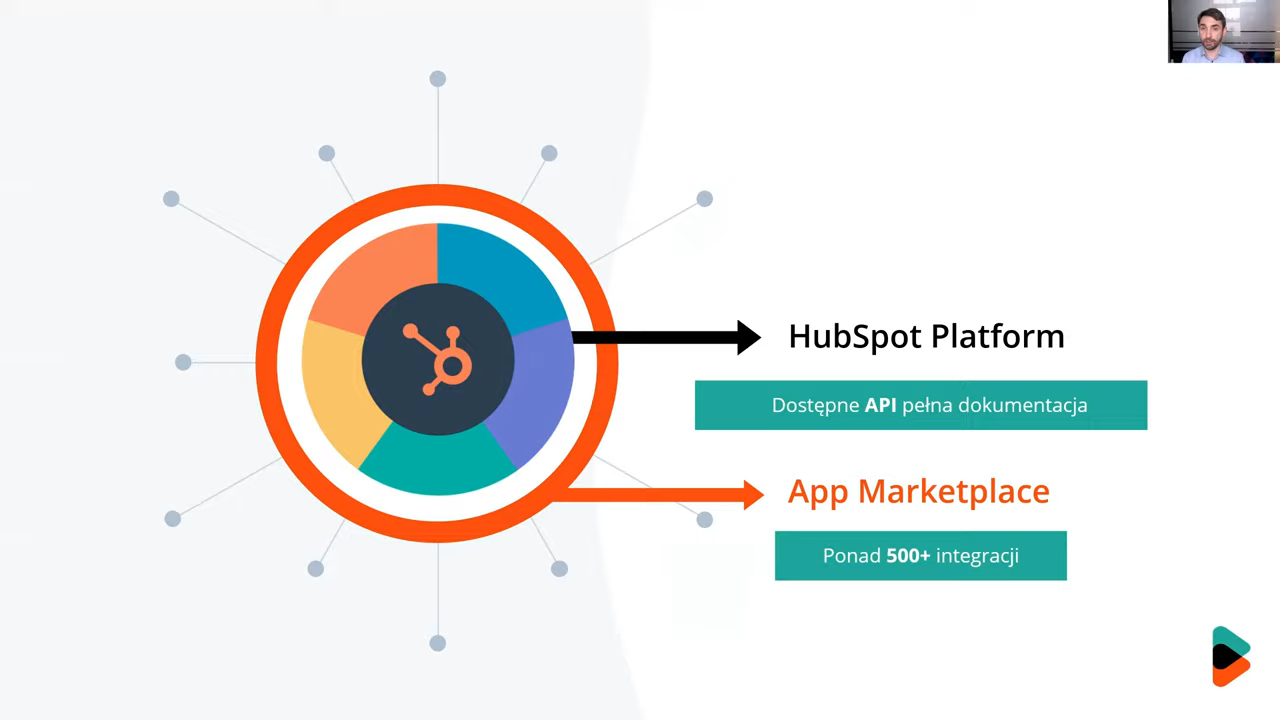 HubSpot Platform
Dostępne API pełna dokumentacja
App Marketplace
Ponad 500+ integracji